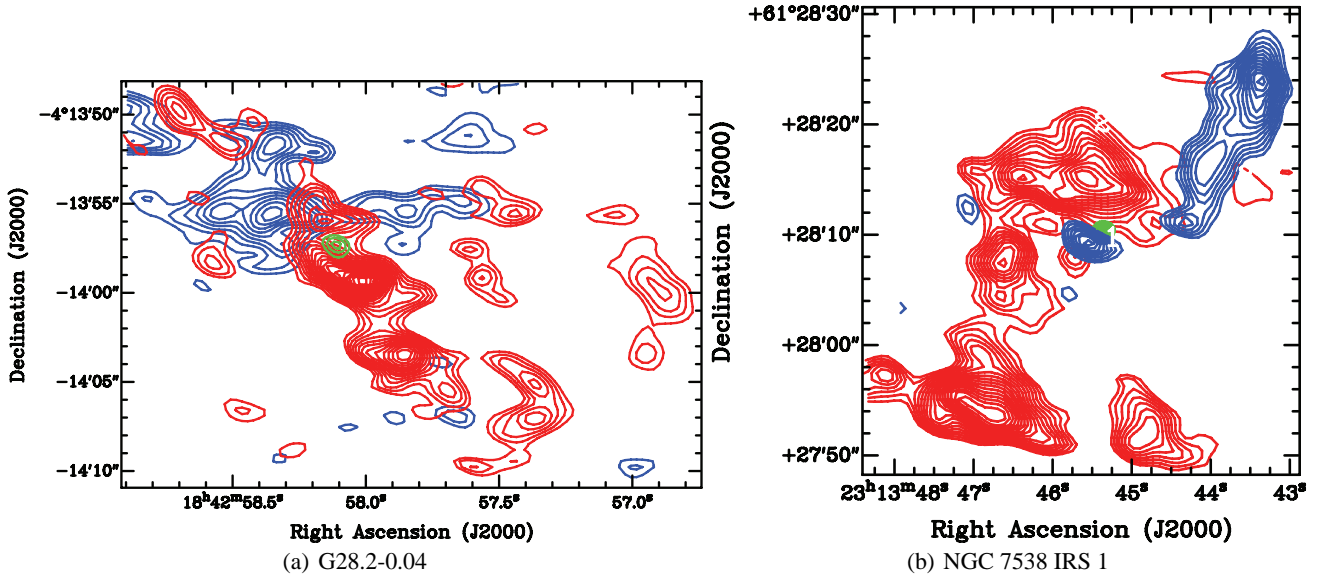 +61°28'30"
+28'20"
+28'10"
+28'00"
+27'50"
Declination (J2000)
23ʰ13ᵐ48ˢ 47ˢ 46ˢ 45ˢ 44ˢ 43ˢ
Right Ascension (J2000)
(b) NGC 7538 IRS 1
−4°13'50"
−13'55"
−14'00"
−14'05"
−14'10"
Declination (J2000)
18ʰ42ᵐ58.5ˢ 58.0ˢ 57.5ˢ 57.0ˢ
Right Ascension (J2000)
(a) G28.2-0.04